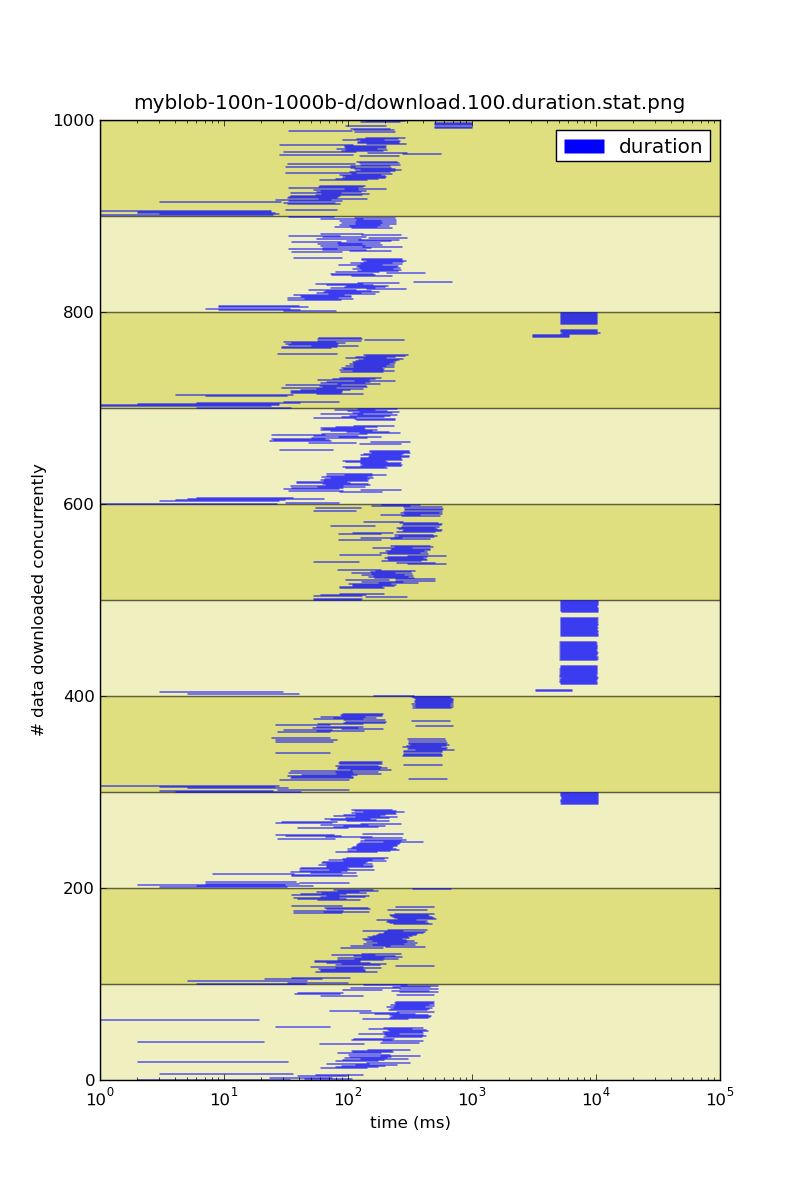 myblob-100n-1000b-d/download.100.duration.stat.png
duration
1000
800
600
400
200
0
# data downloaded concurrently
10^0 10^1 10^2 10^3 10^4 10^5
time (ms)